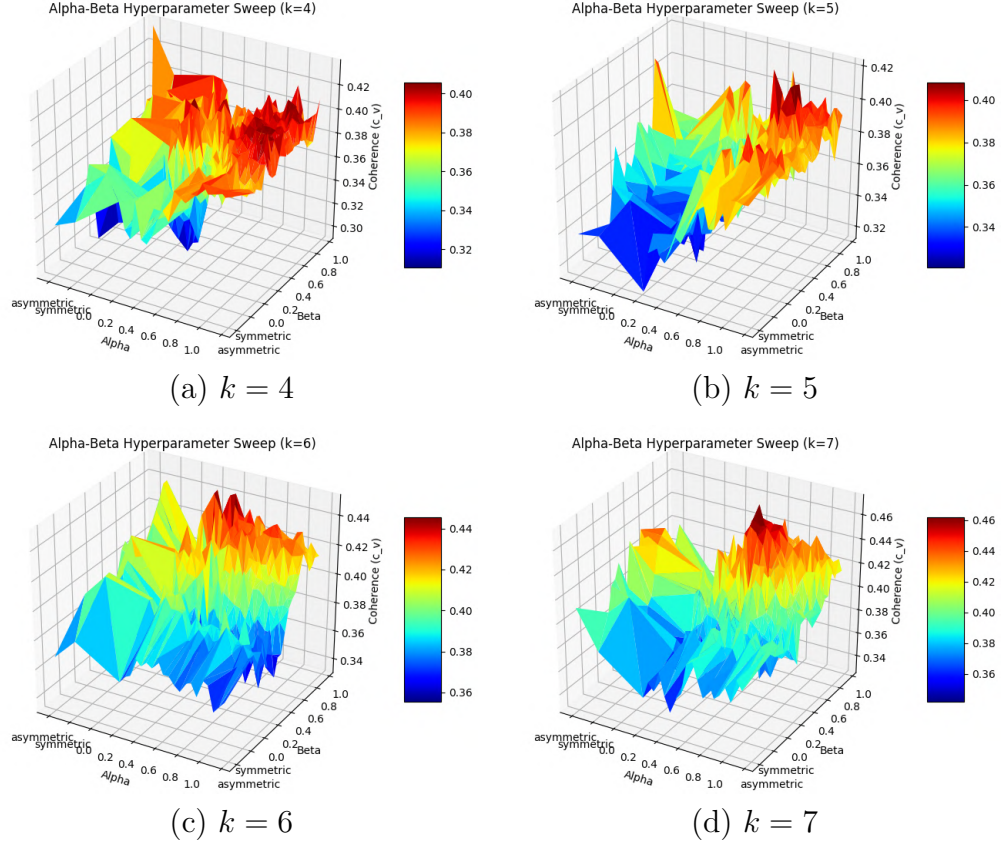 Alpha-Beta Hyperparameter Sweep (k=4)
0.42
0.40
0.38
0.36
0.34
0.32
0.30
Coherence (c_v)
1.0
0.8
0.6
0.4
0.2
0.0
symmetric
asymmetric
Beta
asymmetric
symmetric
0.0
0.2
0.4
0.6
0.8
1.0
Alpha
0.40
0.38
0.36
0.34
0.32
(a) k = 4
Alpha-Beta Hyperparameter Sweep (k=5)
0.42
0.40
0.38
0.36
0.34
0.32
Coherence (c_v)
1.0
0.8
0.6
0.4
0.2
0.0
symmetric
asymmetric
Beta
asymmetric
symmetric
0.0
0.2
0.4
0.6
0.8
1.0
Alpha
0.40
0.38
0.36
0.34
(b) k = 5
Alpha-Beta Hyperparameter Sweep (k=6)
0.44
0.42
0.40
0.38
0.36
0.34
Coherence (c_v)
1.0
0.8
0.6
0.4
0.2
0.0
symmetric
asymmetric
Beta
asymmetric
symmetric
0.0
0.2
0.4
0.6
0.8
1.0
Alpha
0.44
0.42
0.40
0.38
0.36
(c) k = 6
Alpha-Beta Hyperparameter Sweep (k=7)
0.46
0.44
0.42
0.40
0.38
0.36
0.34
Coherence (c_v)
1.0
0.8
0.6
0.4
0.2
0.0
symmetric
asymmetric
Beta
asymmetric
symmetric
0.0
0.2
0.4
0.6
0.8
1.0
Alpha
0.46
0.44
0.42
0.40
0.38
0.36
(d) k = 7